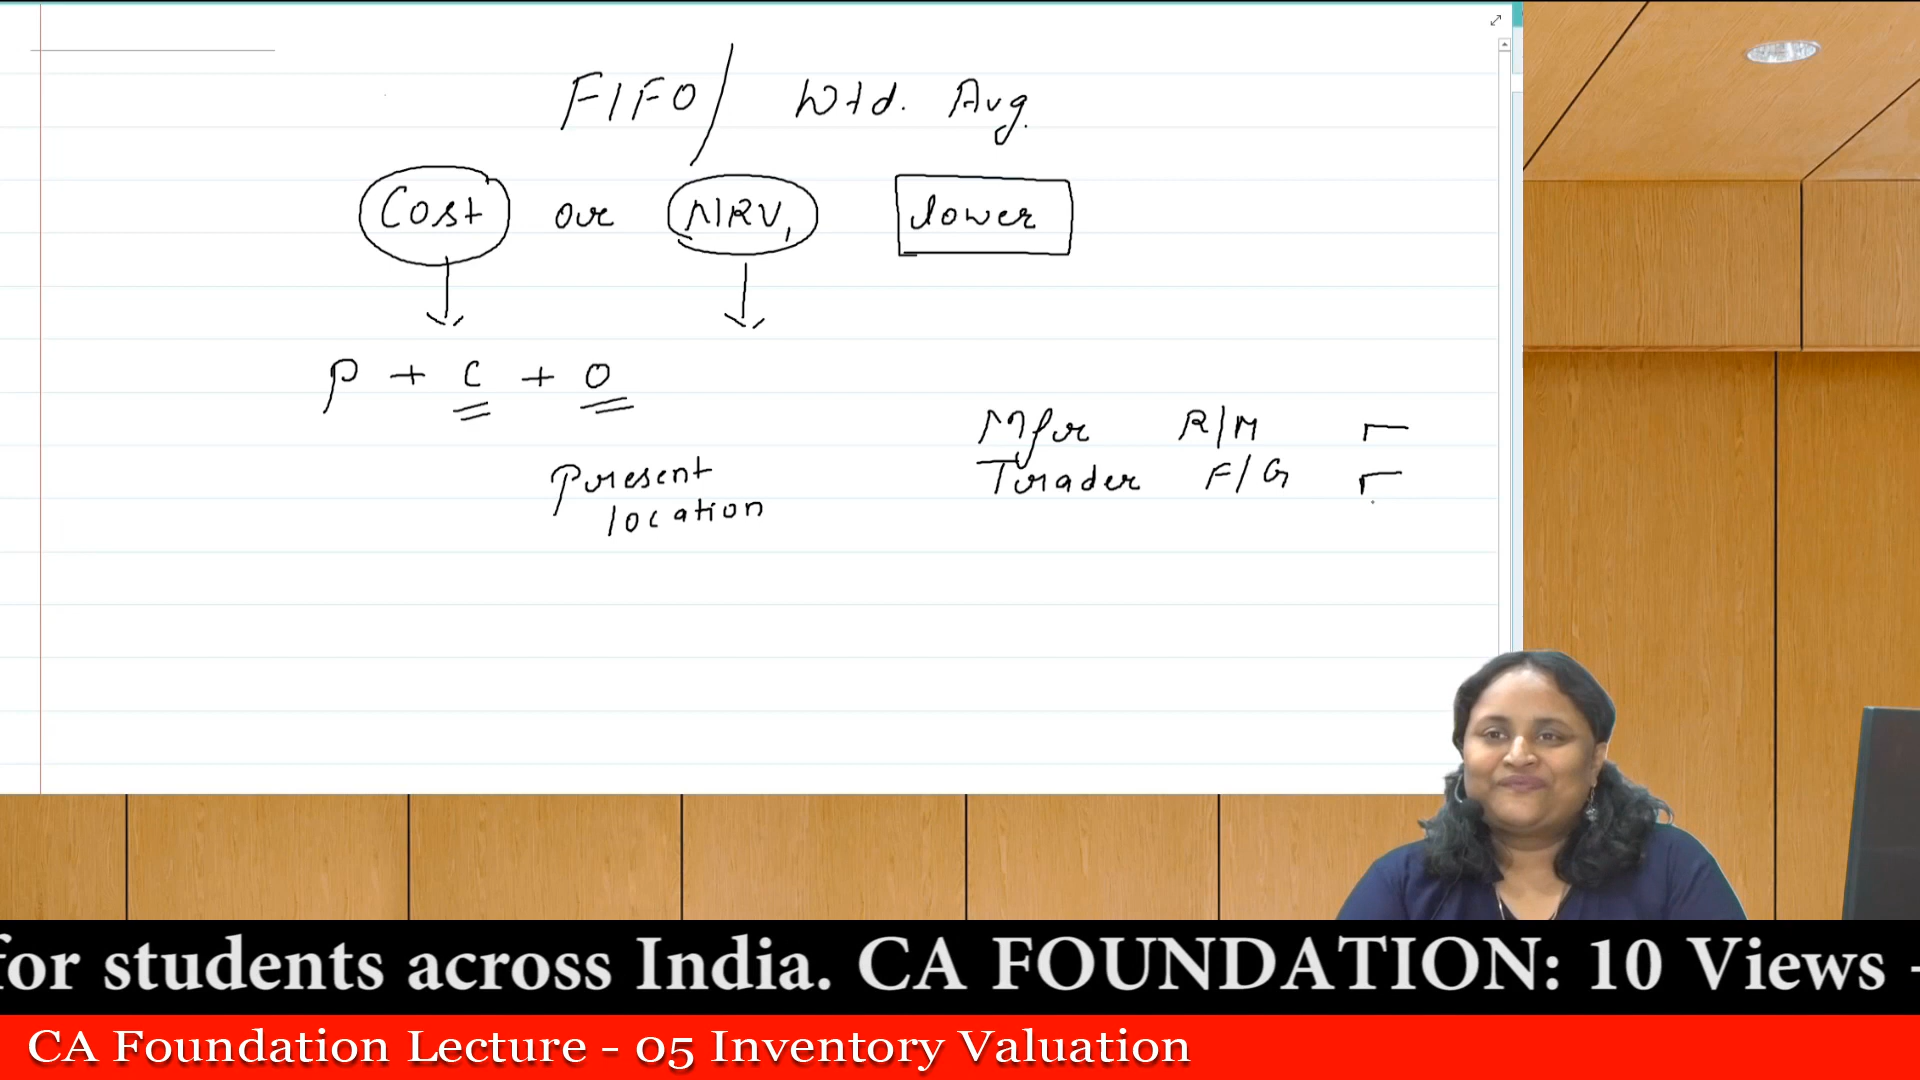 FIFO / Wtd. Avg.
Cost or NRV, lower
P + C + O
Mfr R/M
Present Trader F/G
location
for students across India. CA FOUNDATION: 10 Views -
CA Foundation Lecture - 05 Inventory Valuation